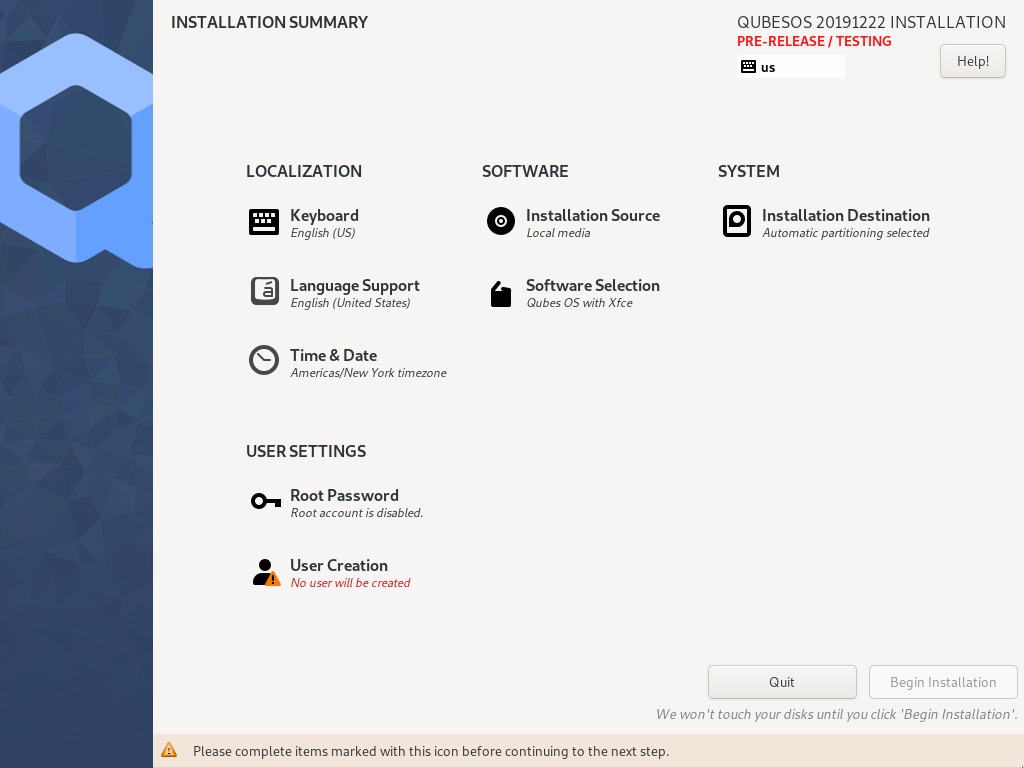 INSTALLATION SUMMARY
QUBESOS 20191222 INSTALLATION
PRE-RELEASE / TESTING
us
Help!
LOCALIZATION
Keyboard
English (US)
Language Support
English (United States)
Time & Date
Americas/New York timezone
SOFTWARE
Installation Source
Local media
Software Selection
Qubes OS with Xfce
SYSTEM
Installation Destination
Automatic partitioning selected
USER SETTINGS
Root Password
Root account is disabled.
User Creation
No user will be created
Quit
Begin Installation
We won't touch your disks until you click 'Begin Installation'.
Please complete items marked with this icon before continuing to the next step.